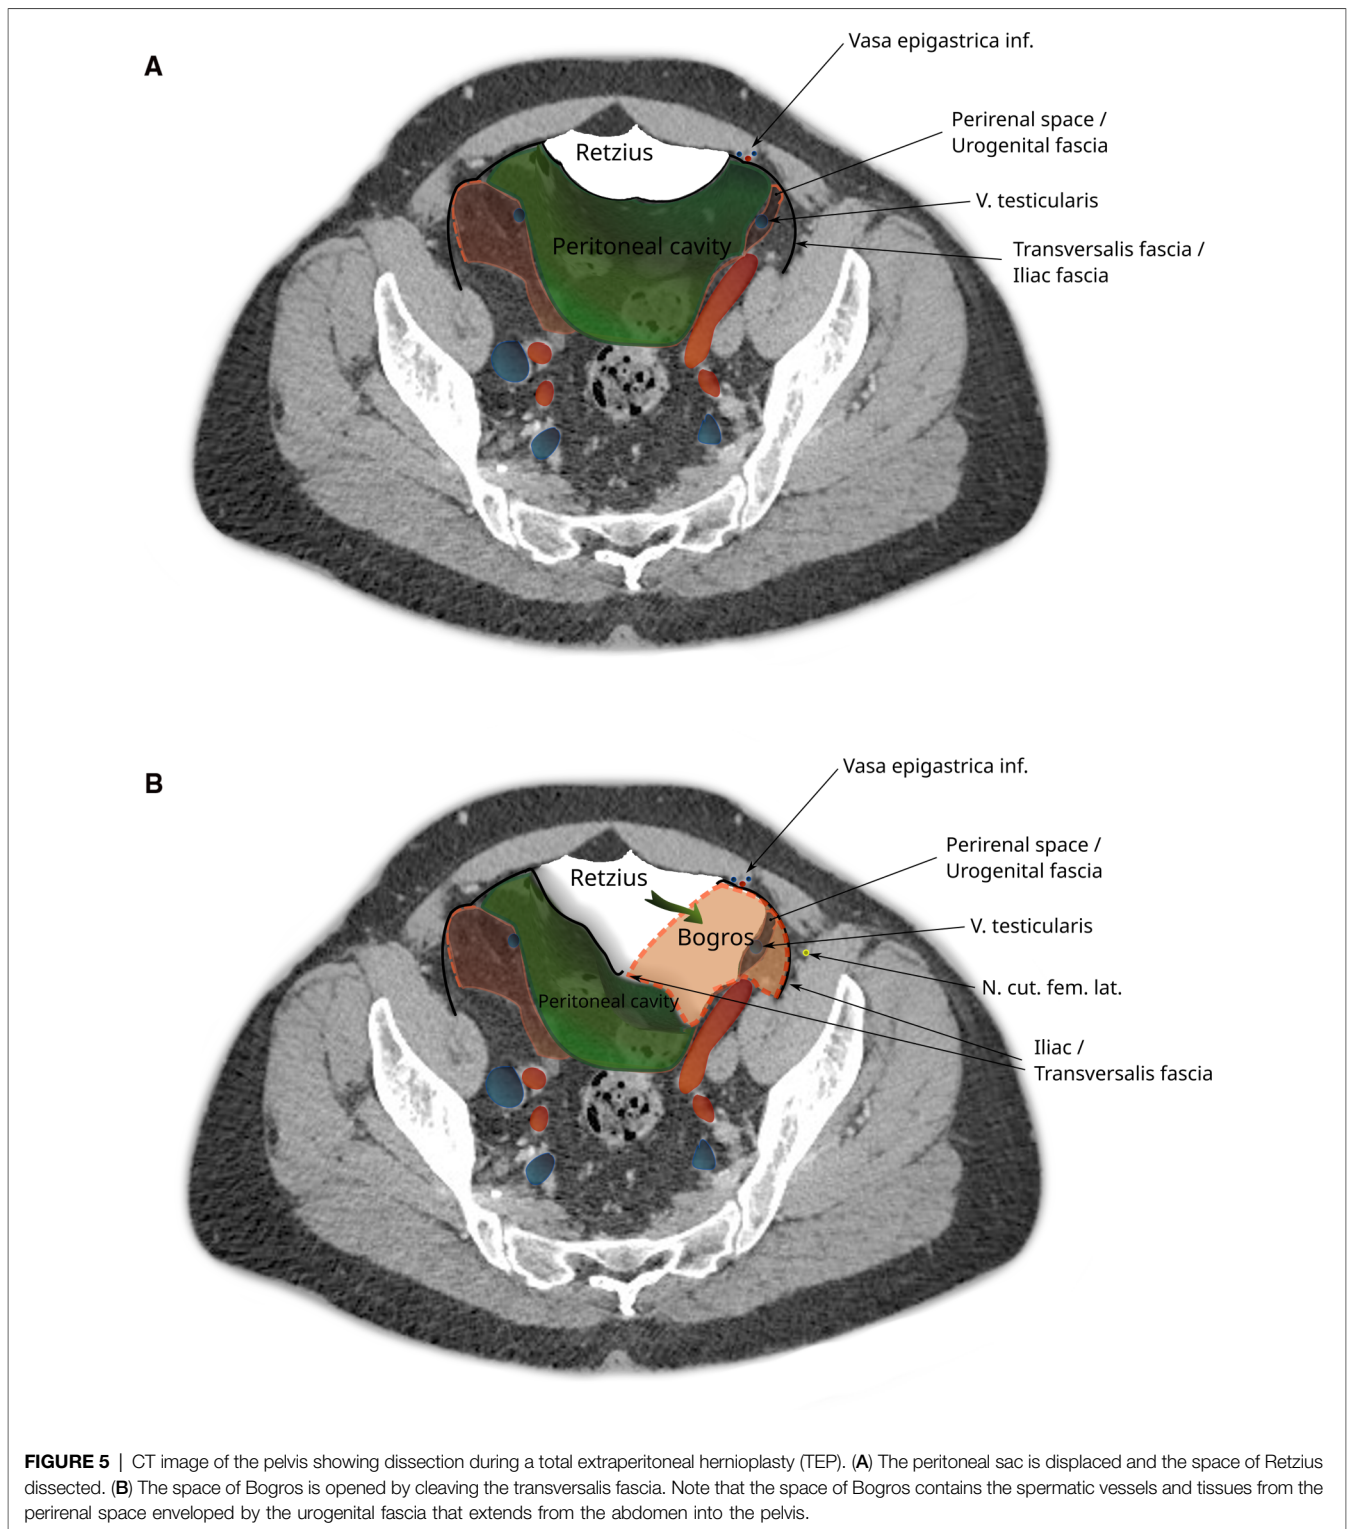 A
Vasa epigastrica inf.
Perirenal space /
Urogenital fascia
Retzius
V. testicularis
Peritoneal cavity
Transversalis fascia /
Iliac fascia
B
Vasa epigastrica inf.
Perirenal space /
Urogenital fascia
Retzius
V. testicularis
Bogros
N. cut. fem. lat.
Peritoneal cavity
Iliac /
Transversalis fascia
FIGURE 5 | CT image of the pelvis showing dissection during a total extraperitoneal hernioplasty (TEP). (A) The peritoneal sac is displaced and the space of Retzius
dissected. (B) The space of Bogros is opened by cleaving the transversalis fascia. Note that the space of Bogros contains the spermatic vessels and tissues from the
perirenal space enveloped by the urogenital fascia that extends from the abdomen into the pelvis.